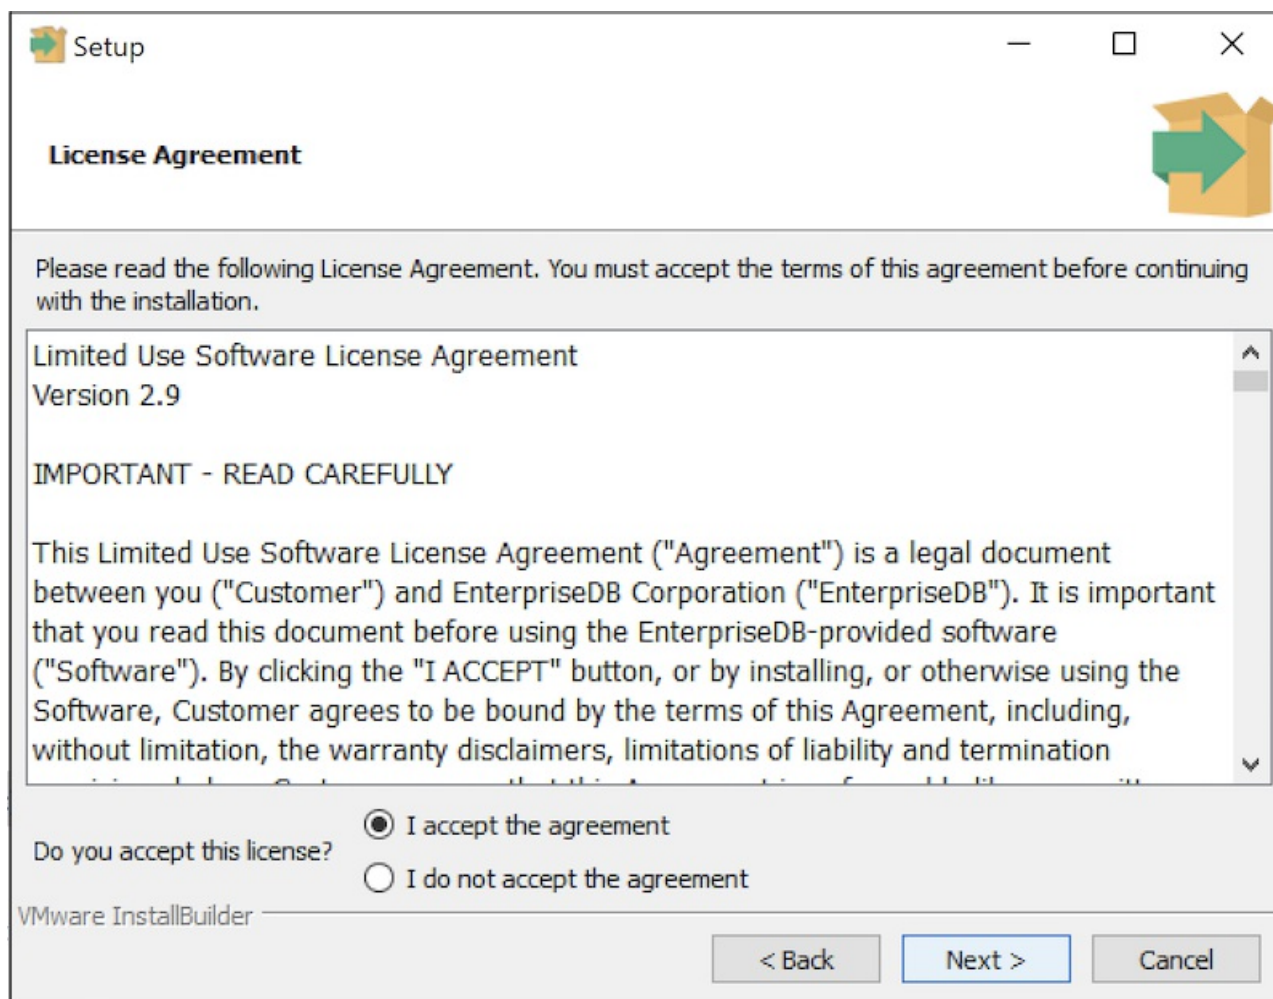 Setup
License Agreement
Please read the following License Agreement. You must accept the terms of this agreement before continuing
with the installation.
Limited Use Software License Agreement
Version 2.9
IMPORTANT - READ CAREFULLY
This Limited Use Software License Agreement ("Agreement") is a legal document
between you ("Customer") and EnterpriseDB Corporation ("EnterpriseDB"). It is important
that you read this document before using the EnterpriseDB-provided software
("Software"). By clicking the "I ACCEPT" button, or by installing, or otherwise using the
Software, Customer agrees to be bound by the terms of this Agreement, including,
without limitation, the warranty disclaimers, limitations of liability and termination
Do you accept this license?
I accept the agreement
I do not accept the agreement
VMware InstallBuilder
< Back
Next >
Cancel